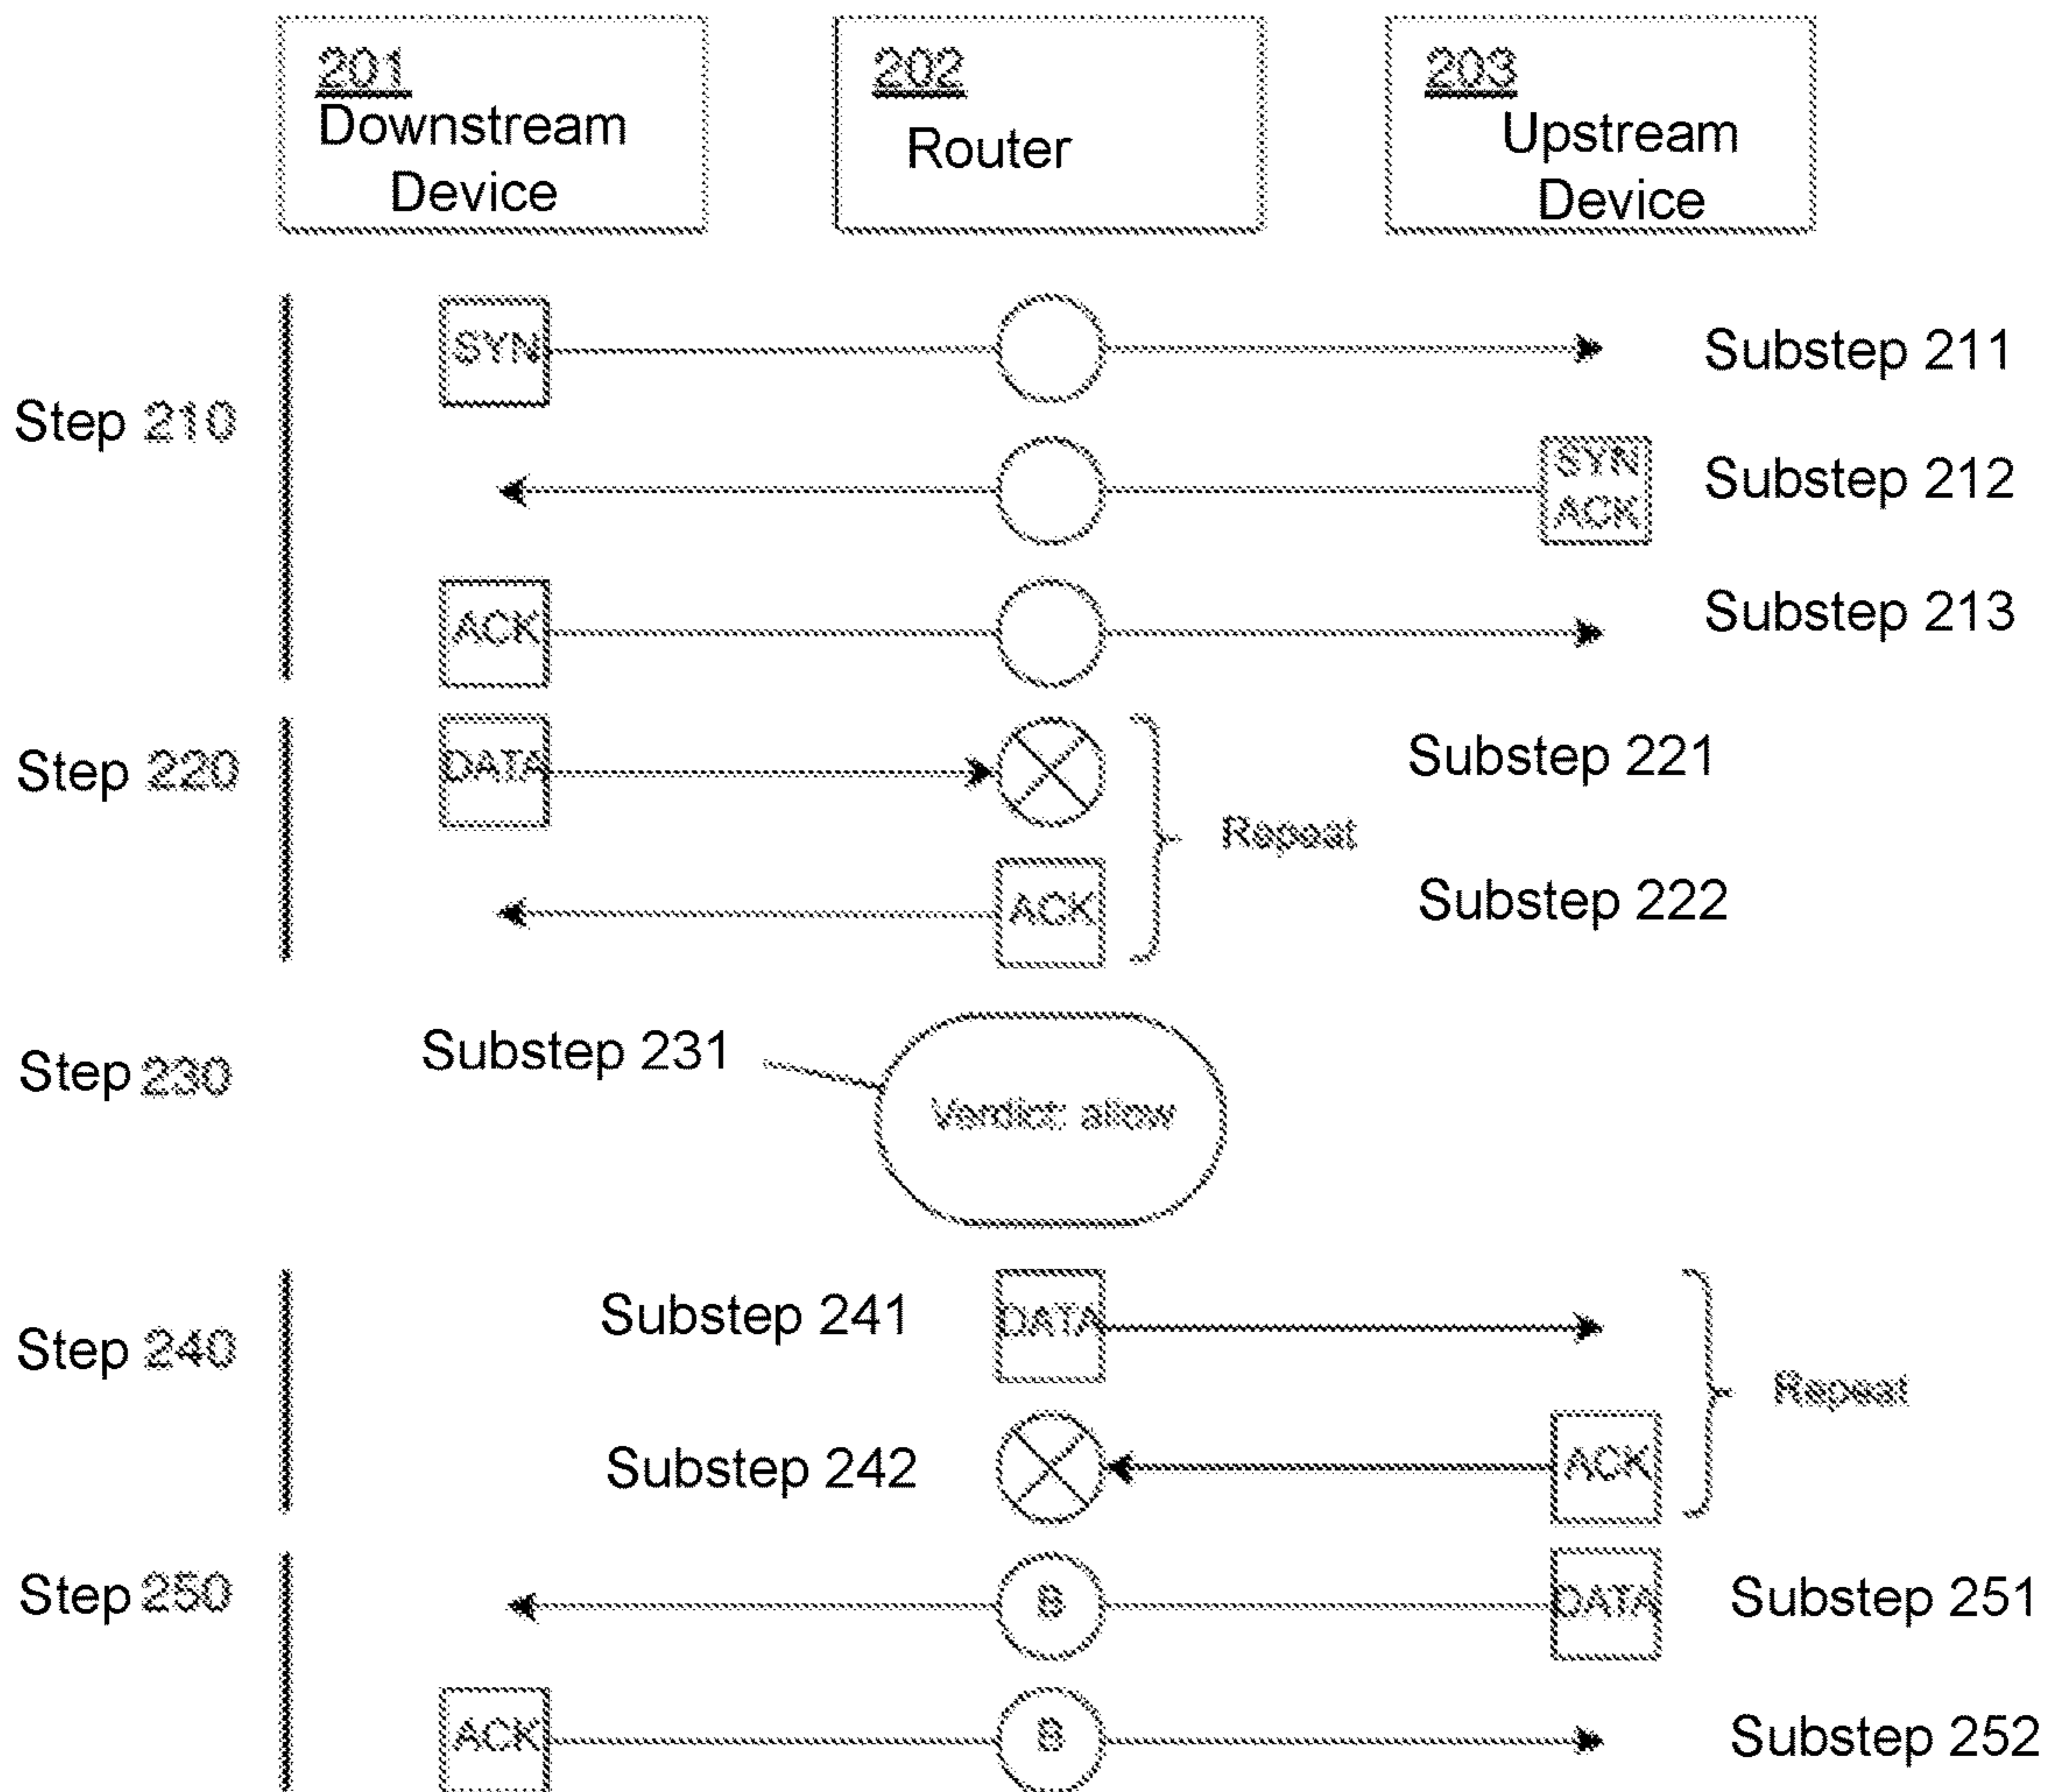 201
Downstream
Device
202
Router
203
Upstream
Device
Step 210
SYN
Substep 211
SYN
ACK
Substep 212
ACK
Substep 213
Step 220
DATA
Substep 221
Repeat
ACK
Substep 222
Step 230
Substep 231
Verdict: allow
Step 240
Substep 241
DATA
Repeat
Substep 242
ACK
Step 250
B
DATA
Substep 251
ACK
B
Substep 252